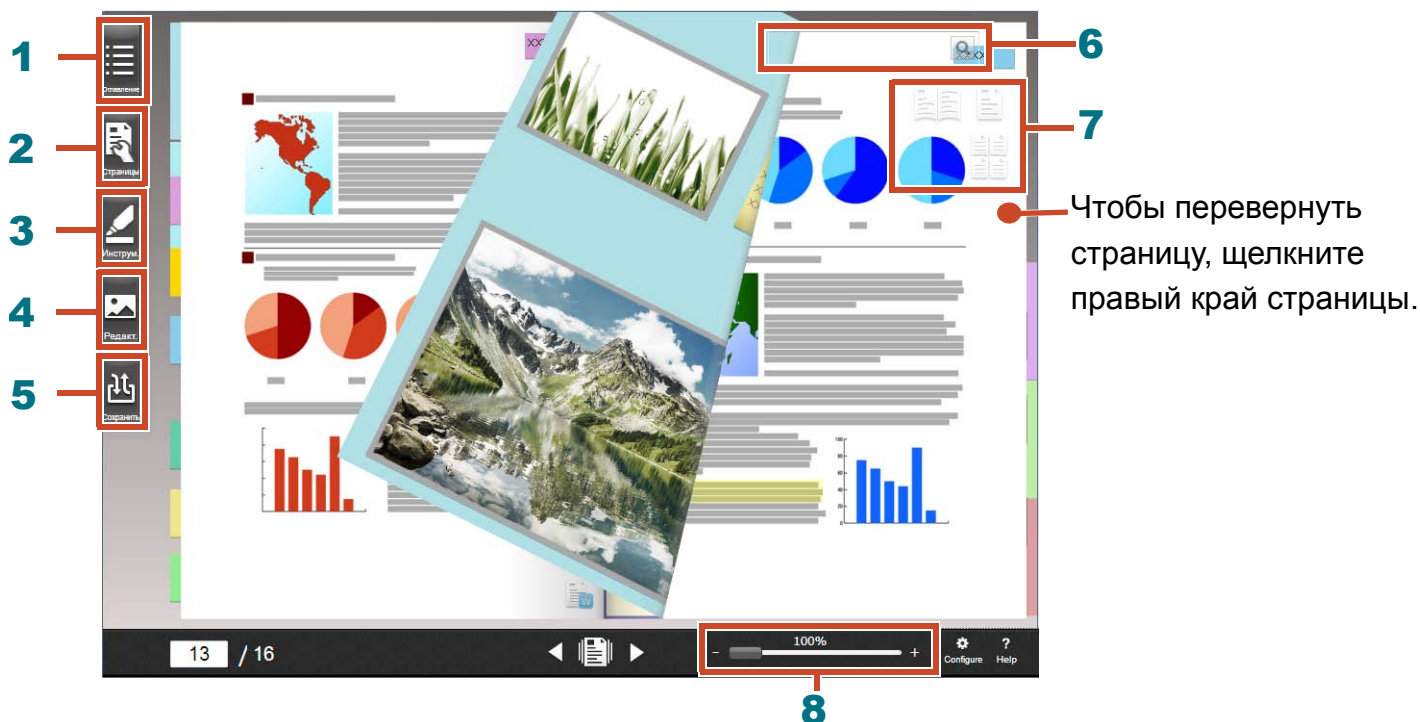 1
Оглавление
2
Страницы
3
Инструм.
4
Редакт.
5
Сохранить
6
7
Чтобы перевернуть
страницу, щелкните
правый край страницы.
13 / 16
- 100% +
Configure
? Help
8